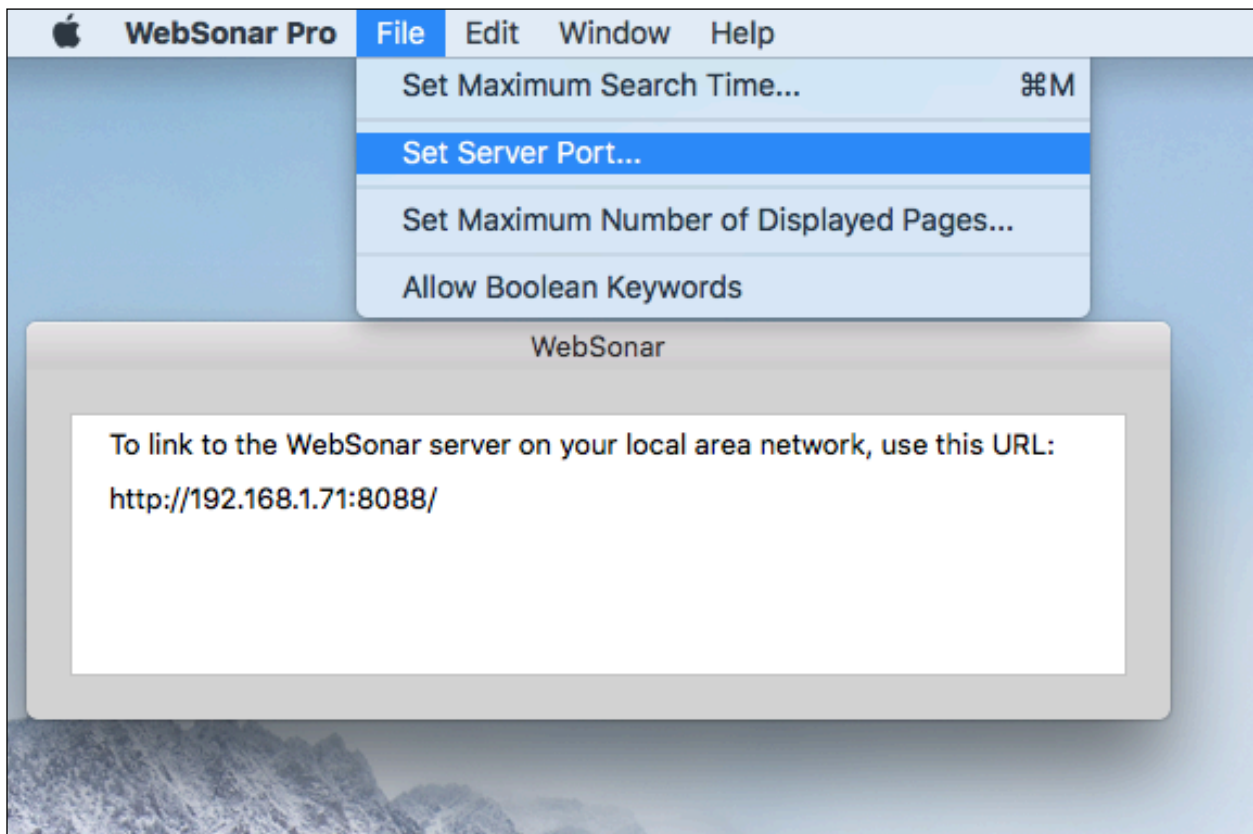 WebSonar Pro File Edit Window Help
Set Maximum Search Time... ⌘M
Set Server Port...
Set Maximum Number of Displayed Pages...
Allow Boolean Keywords
WebSonar
To link to the WebSonar server on your local area network, use this URL:
http://192.168.1.71:8088/